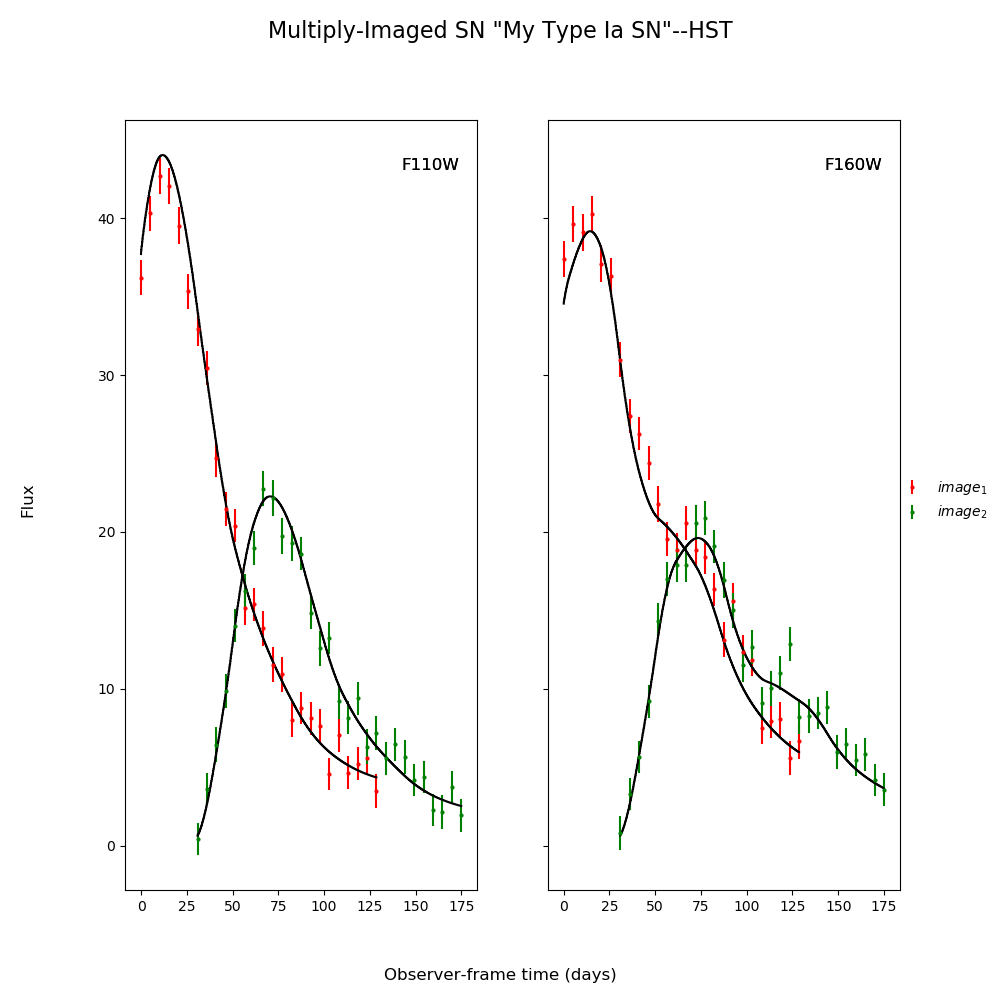 Multiply-Imaged SN "My Type Ia SN"--HST
F110W
F160W
40
30
20
10
0
Flux
0 25 50 75 100 125 150 175
0 25 50 75 100 125 150 175
image1
image2
Observer-frame time (days)